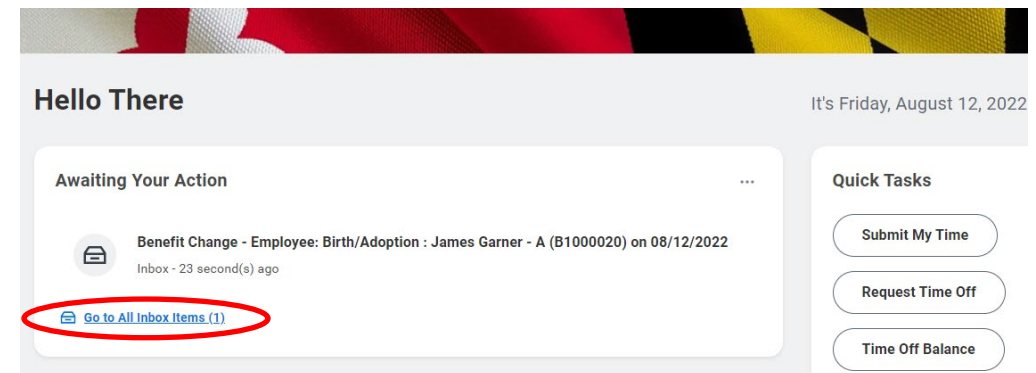 Hello There
It's Friday, August 12, 2022
Awaiting Your Action
Benefit Change - Employee: Birth/Adoption : James Garner - A (B1000020) on 08/12/2022
Inbox - 23 second(s) ago
Go to All Inbox Items (1)
Quick Tasks
Submit My Time
Request Time Off
Time Off Balance